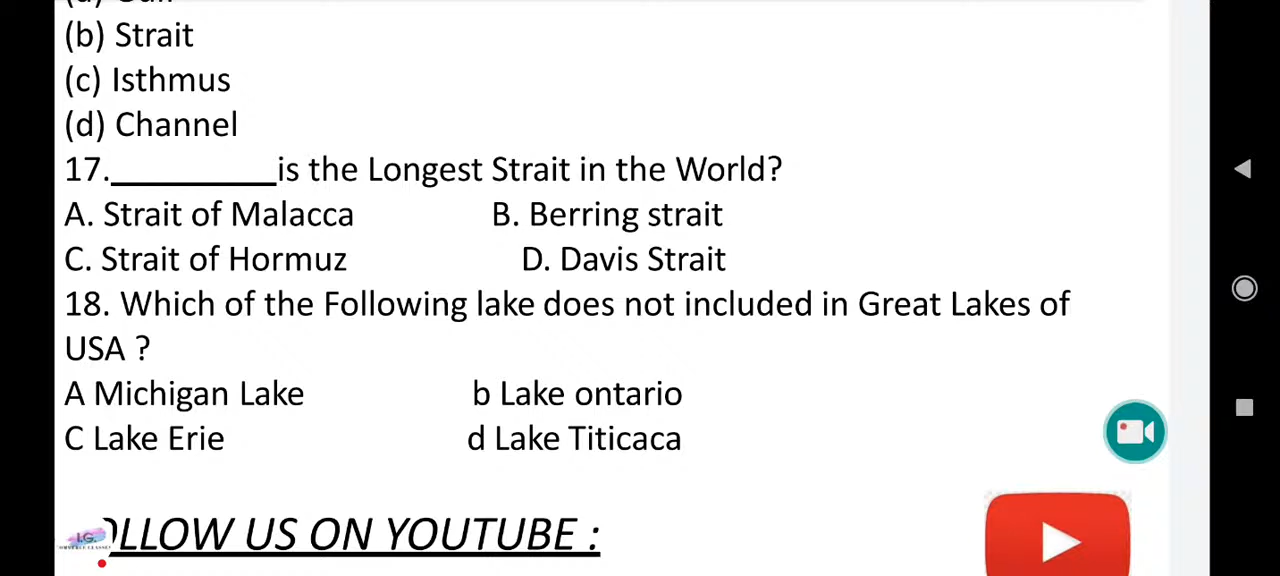 (b) Strait
(c) Isthmus
(d) Channel
17.__________is the Longest Strait in the World?
A. Strait of Malacca B. Berring strait
C. Strait of Hormuz D. Davis Strait
18. Which of the Following lake does not included in Great Lakes of
USA ?
A Michigan Lake b Lake ontario
C Lake Erie d Lake Titicaca
OLLOW US ON YOUTUBE :
I.G.